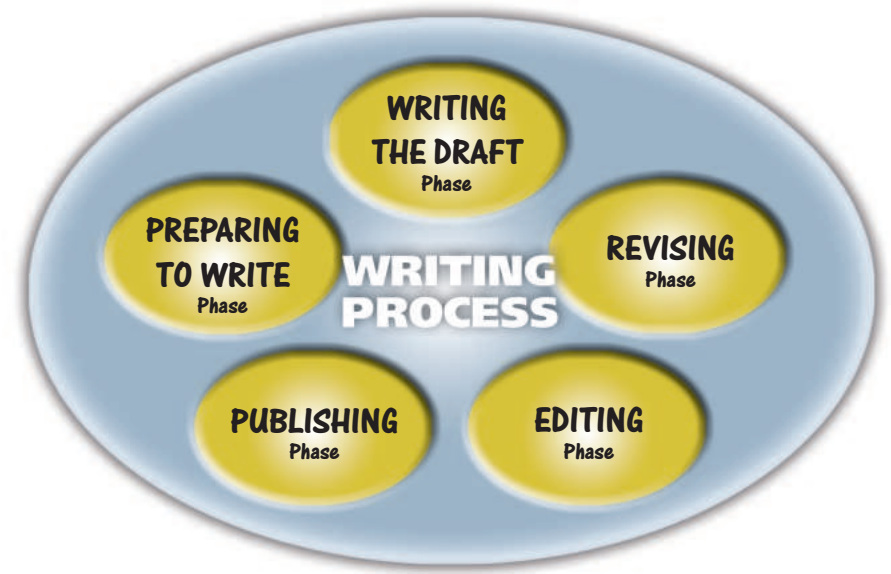 WRITING
THE DRAFT
Phase
PREPARING
TO WRITE
Phase
WRITING
PROCESS
REVISING
Phase
PUBLISHING
Phase
EDITING
Phase